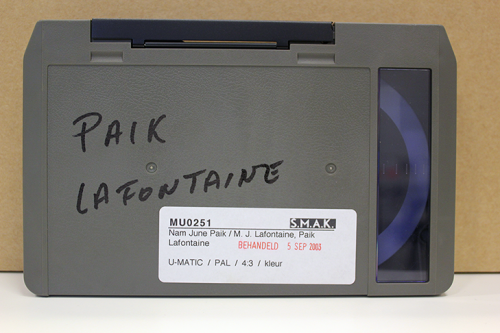 PAIK
LAFONTAINE
MU0251 S.M.A.K.
Nam June Paik / M. J. Lafontaine, Paik
Lafontaine BEHANDELD 5 SEP 2003
U-MATIC / PAL / 4:3 / kleur